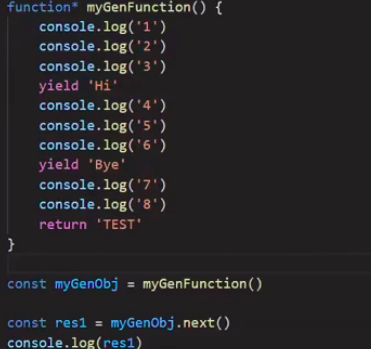 function* myGenFunction() {
    console.log('1')
    console.log('2')
    console.log('3')
    yield 'Hi'
    console.log('4')
    console.log('5')
    console.log('6')
    yield 'Bye'
    console.log('7')
    console.log('8')
    return 'TEST'
}
const myGenObj = myGenFunction()
const res1 = myGenObj.next()
console.log(res1)